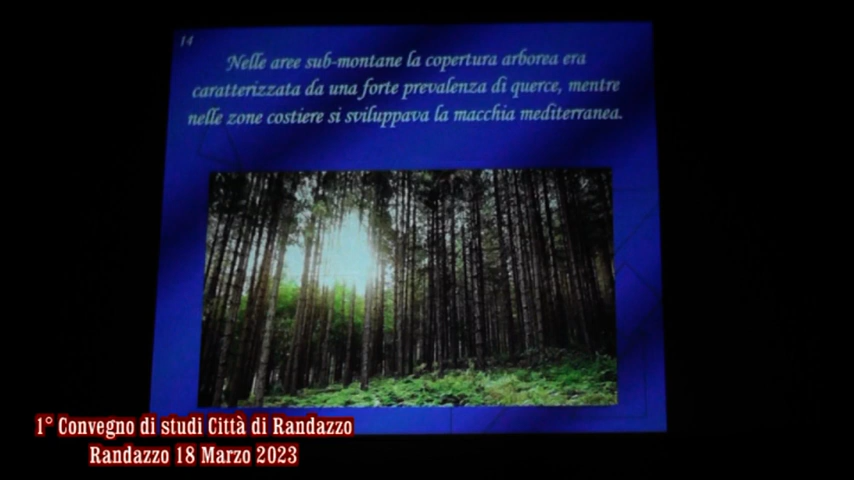 14
Nelle aree sub-montane la copertura arborea era
caratterizzata da una forte prevalenza di querce, mentre
nelle zone costiere si sviluppava la macchia mediterranea.
1° Convegno di studi Città di Randazzo
Randazzo 18 Marzo 2023